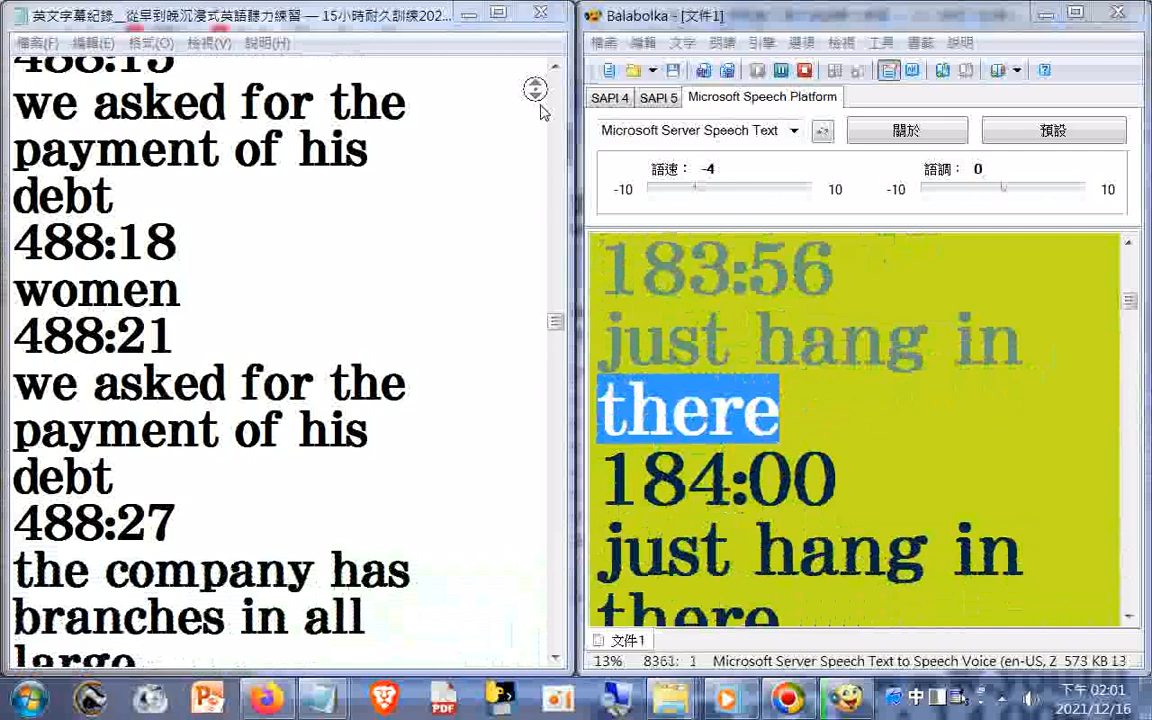 英文字幕紀錄__從早到晚沉浸式英語聽力練習 — 15小時耐久訓練202...
檔案(F) 編輯(E) 格式(O) 檢視(V) 說明(H)
488:15
we asked for the
payment of his
debt
488:18
women
488:21
we asked for the
payment of his
debt
488:27
the company has
branches in all
large
Balabolka - [文件1]
檔案 編輯 文字 朗讀 引擎 選項 檢視 工具 書籤 說明
SAPI 4 SAPI 5 Microsoft Speech Platform
Microsoft Server Speech Text 關於 預設
語速： -4 語調： 0
-10 10 -10 10
183:56
just hang in
there
184:00
just hang in
there
文件1
13% 8361: 1 Microsoft Server Speech Text to Speech Voice (en-US, Z 573 KB 13
PDF
中
下午 02:01
2021/12/16